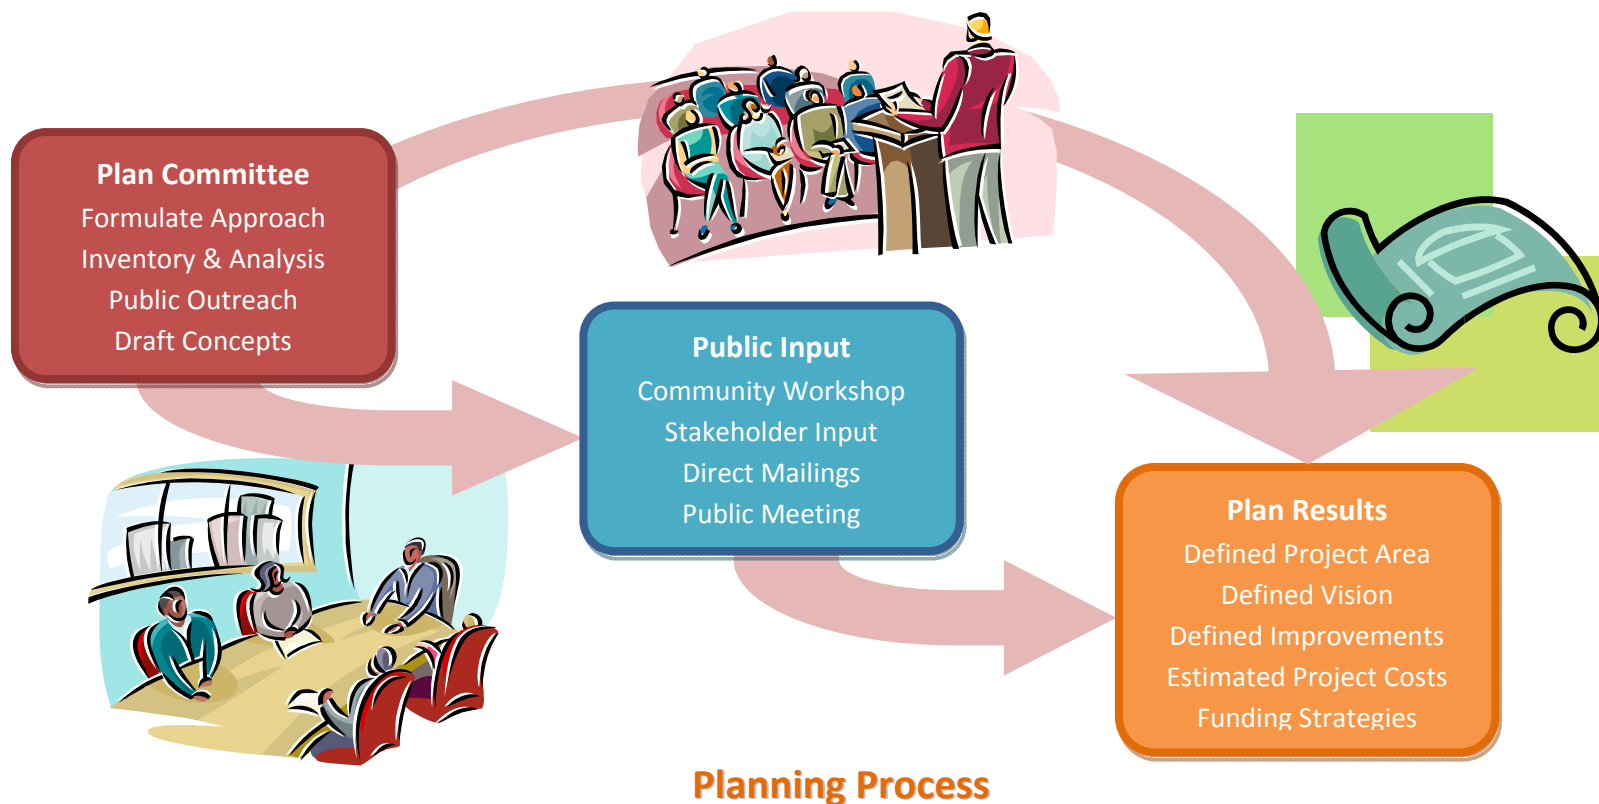 Plan Committee
Formulate Approach
Inventory & Analysis
Public Outreach
Draft Concepts
Public Input
Community Workshop
Stakeholder Input
Direct Mailings
Public Meeting
Plan Results
Defined Project Area
Defined Vision
Defined Improvements
Estimated Project Costs
Funding Strategies
Planning Process